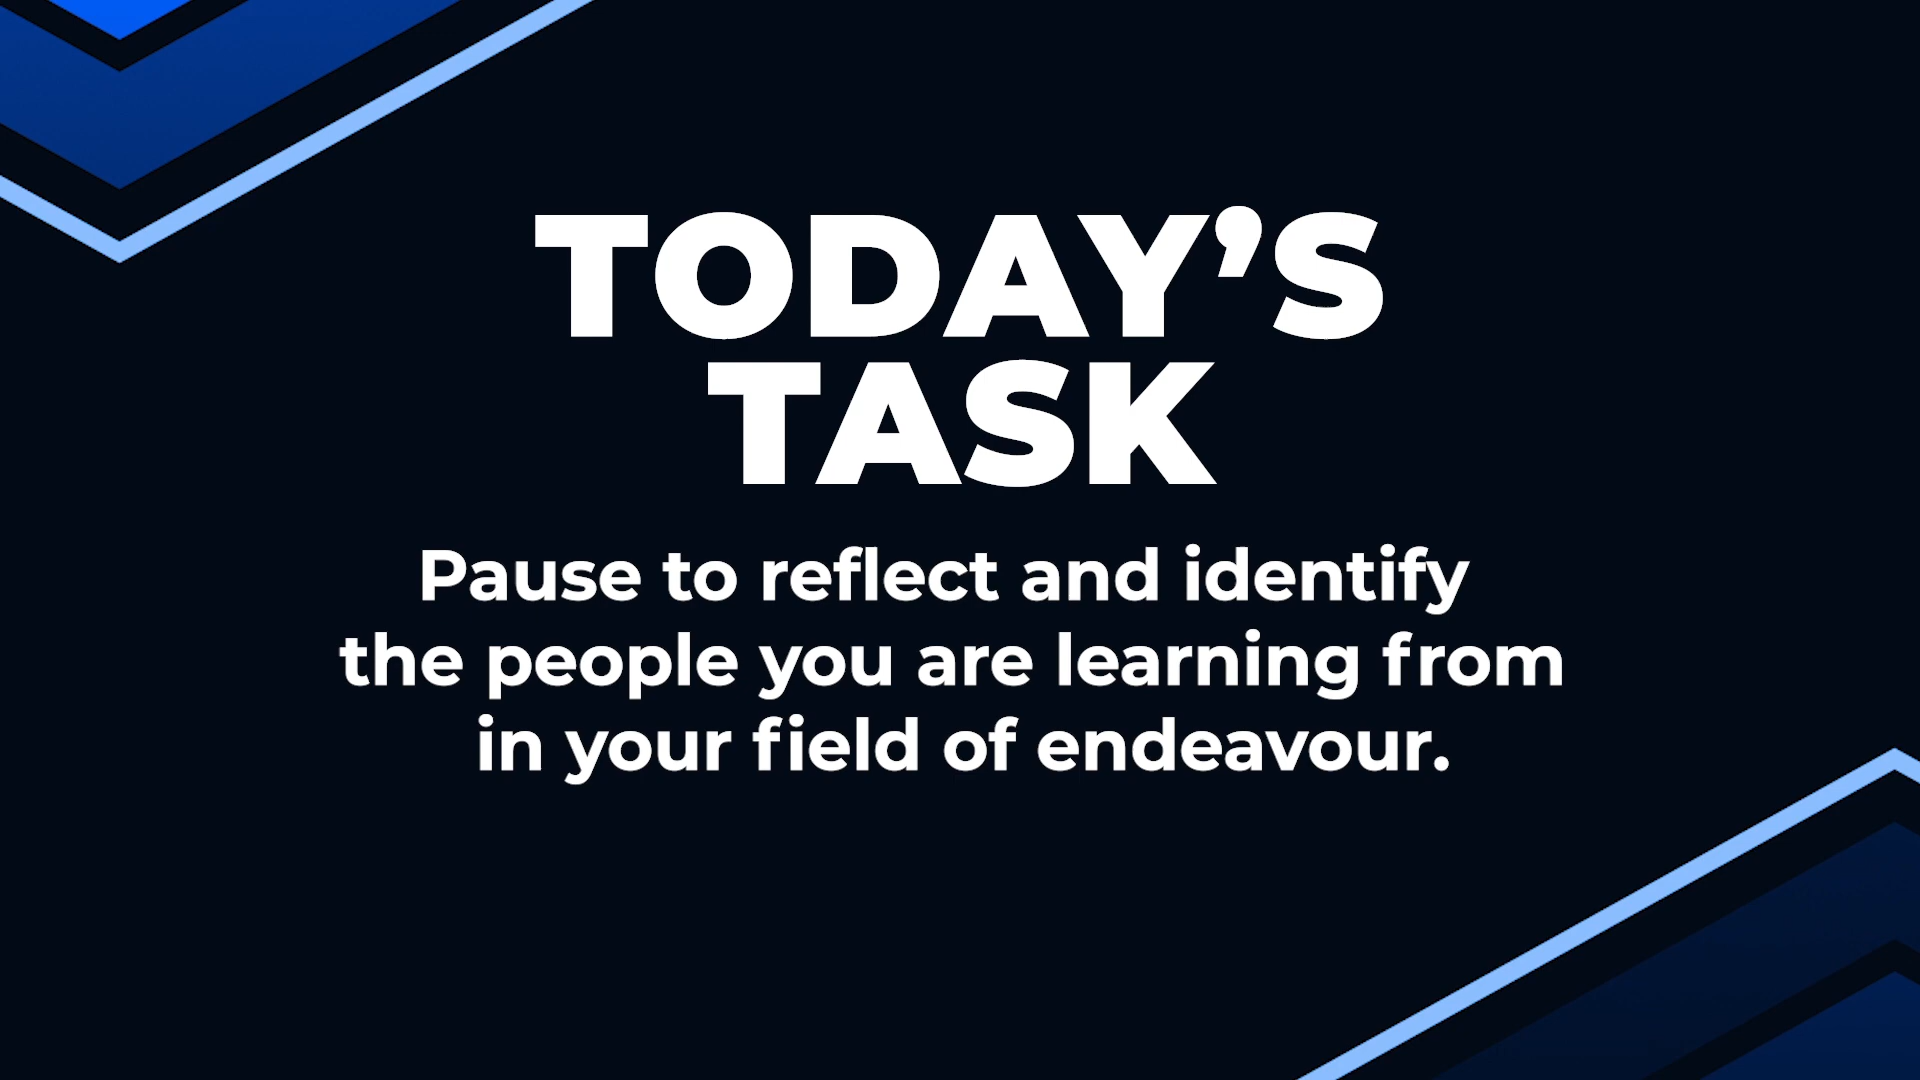 TODAY’S
TASK
Pause to reflect and identify
the people you are learning from
in your field of endeavour.